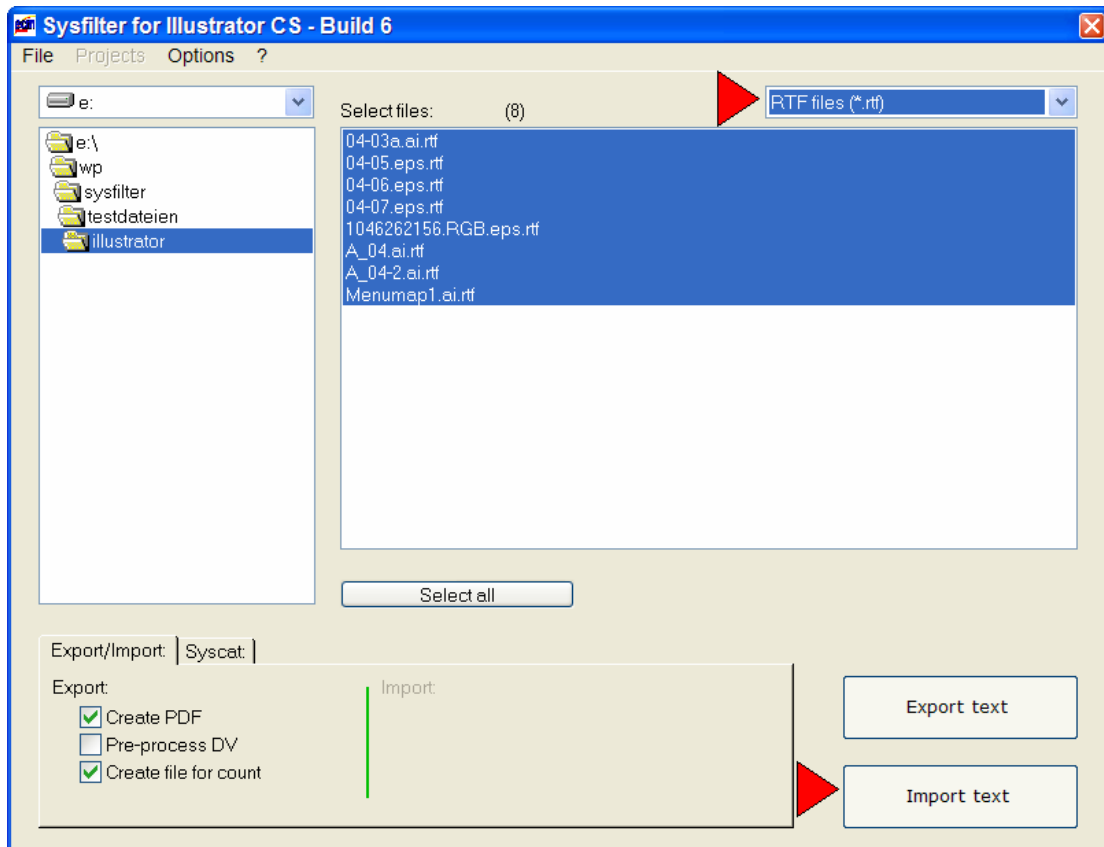 Sysfilter for Illustrator CS - Build 6
File Projects Options ?
e:
Select files: (8)
RTF files (*.rtf)
e:\
wp
sysfilter
testdateien
illustrator
04-03a.ai.rtf
04-05.eps.rtf
04-06.eps.rtf
04-07.eps.rtf
1046262156.RGB.eps.rtf
A_04.ai.rtf
A_04-2.ai.rtf
Menumap1.ai.rtf
Select all
Export/Import: Syscat:
Export:
Create PDF
Pre-process DV
Create file for count
Import:
Export text
Import text